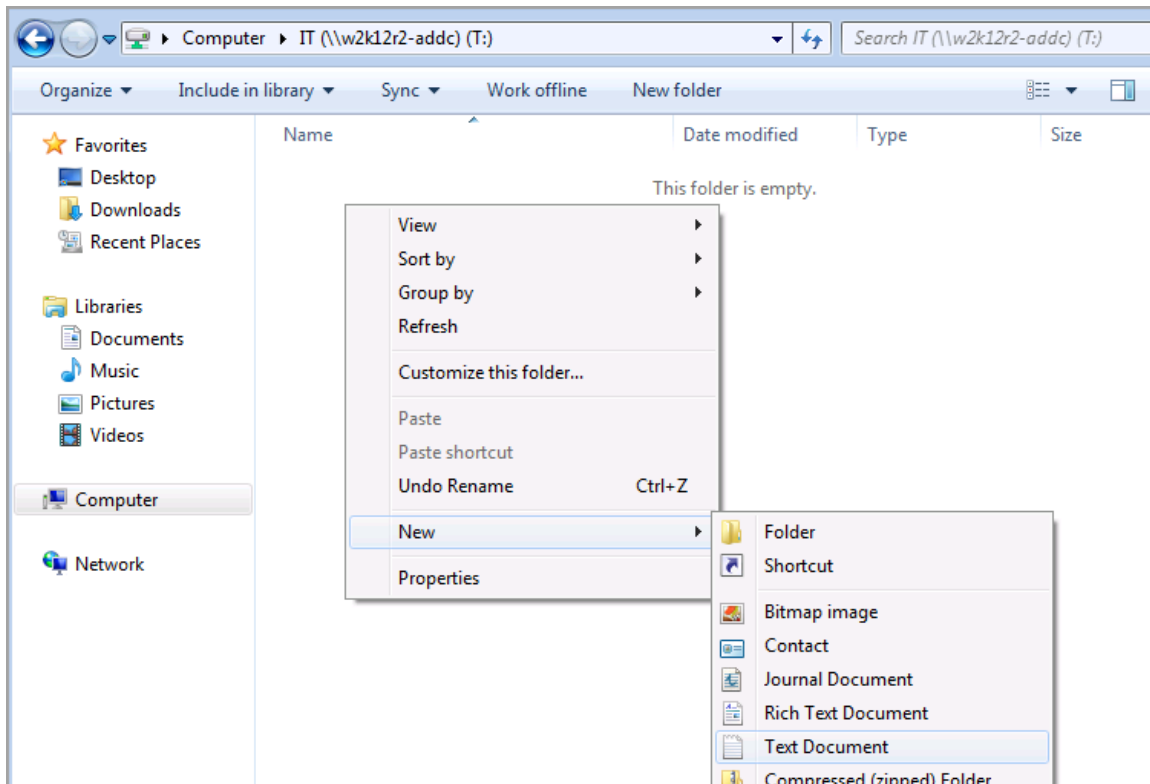 Computer IT (\\w2k12r2-addc) (T:) Search IT (\\w2k12r2-addc) (T:)
Organize Include in library Sync Work offline New folder
Name Date modified Type Size
This folder is empty.
Favorites
Desktop
Downloads
Recent Places
Libraries
Documents
Music
Pictures
Videos
Computer
Network
View
Sort by
Group by
Refresh
Customize this folder...
Paste
Paste shortcut
Undo Rename Ctrl+Z
New
Properties
Folder
Shortcut
Bitmap image
Contact
Journal Document
Rich Text Document
Text Document
Compressed (zipped) Folder